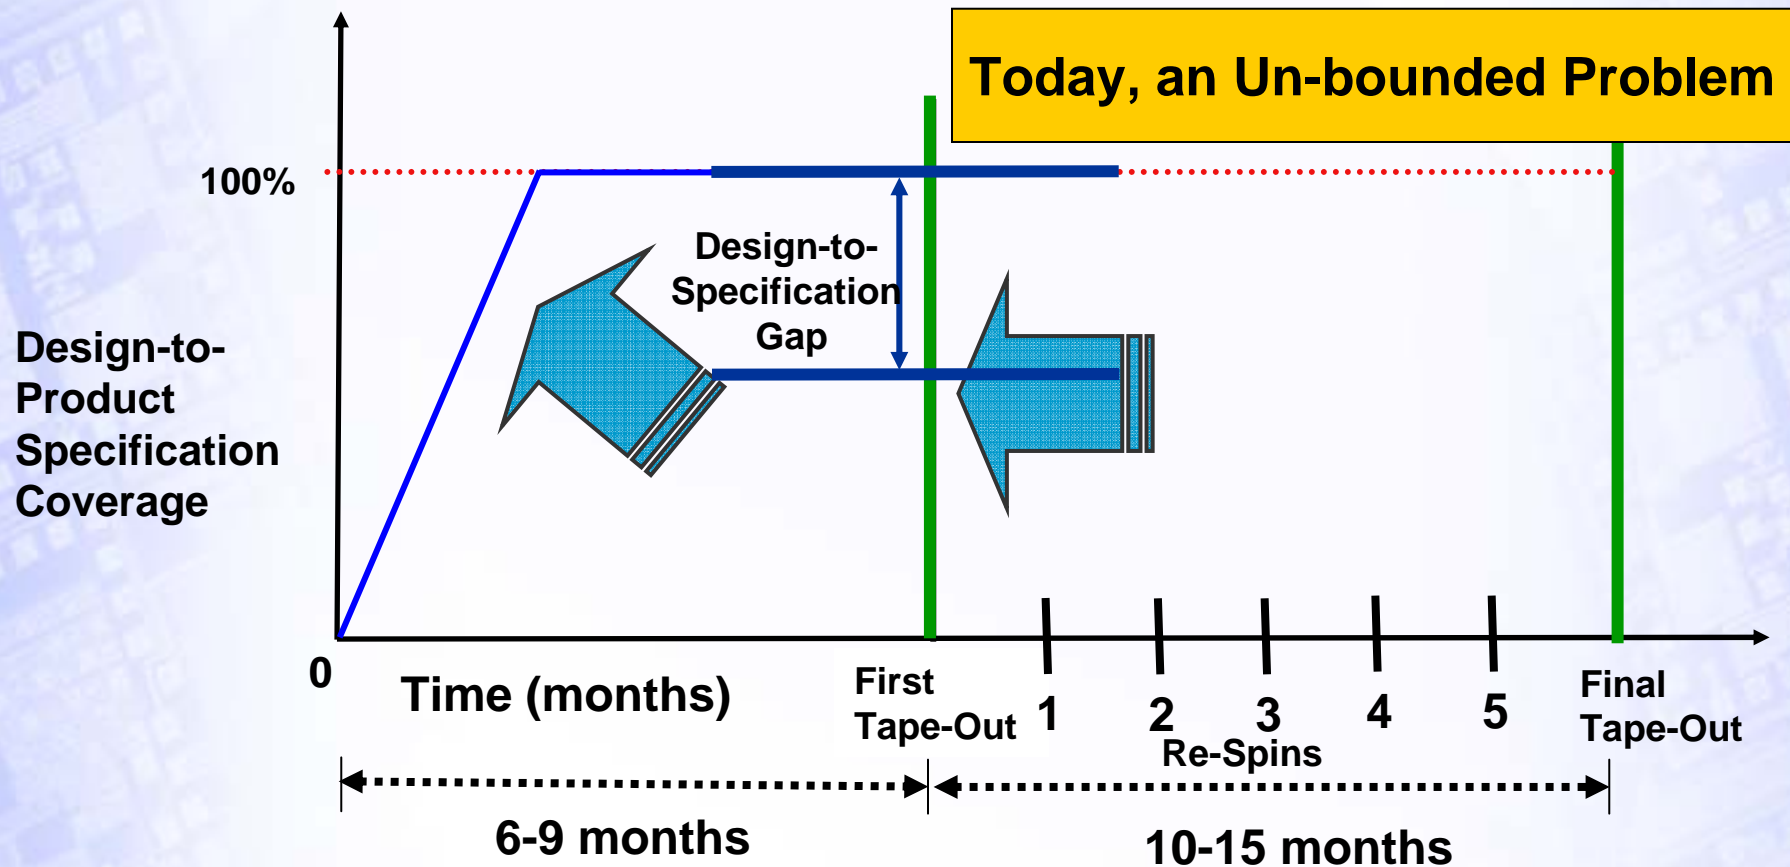 Today, an Un-bounded Problem
100%
Design-to-
Specification
Gap
Design-to-
Product
Specification
Coverage
0
Time (months)
First
Tape-Out
1
2
3
4
5
Re-Spins
Final
Tape-Out
6-9 months
10-15 months